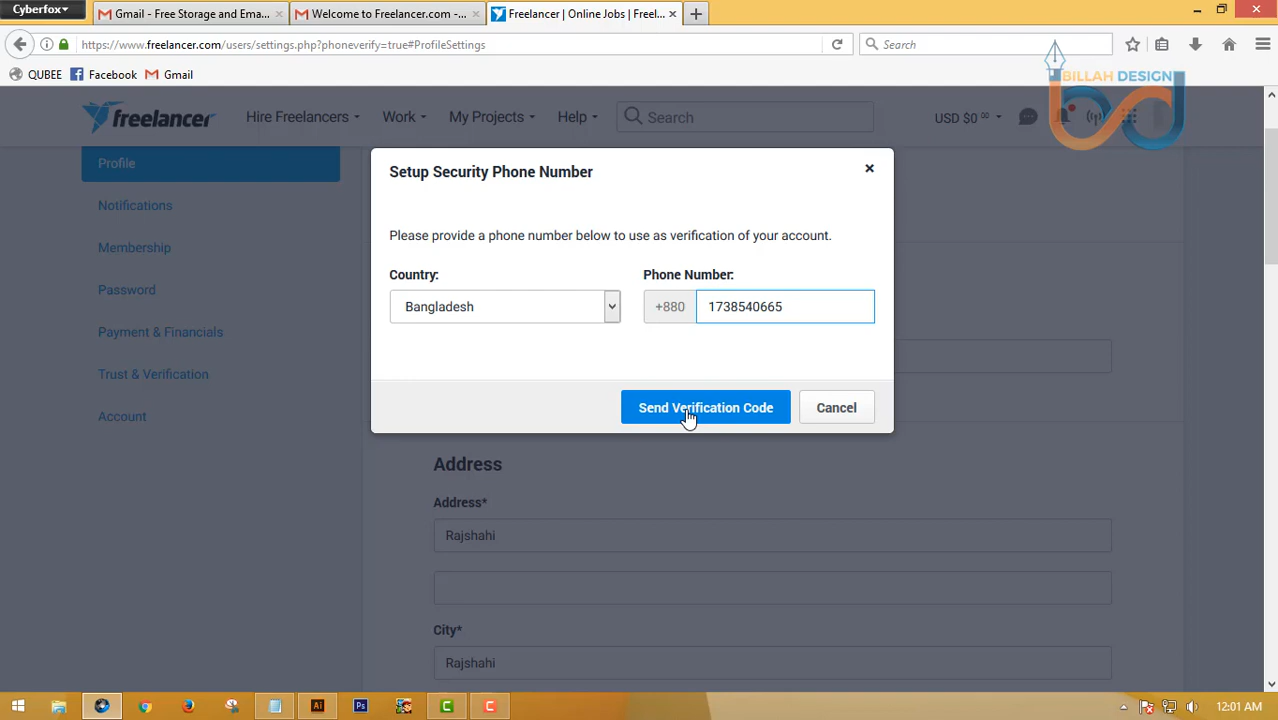 Cyberfox
Gmail - Free Storage and Ema...
Welcome to Freelancer.com -...
Freelancer | Online Jobs | Freel...
https://www.freelancer.com/users/settings.php?phoneverify=true#ProfileSettings
Search
QUBEE
Facebook
Gmail
BILLAH DESIGN
freelancer
Hire Freelancers
Work
My Projects
Help
Search
USD $0.00
Profile
Notifications
Membership
Password
Payment & Financials
Trust & Verification
Account
Setup Security Phone Number
Please provide a phone number below to use as verification of your account.
Country:
Phone Number:
Bangladesh
+880
1738540665
Send Verification Code
Cancel
Address
Address*
Rajshahi
City*
Rajshahi
Ai
Ps
C
C
12:01 AM